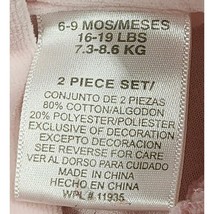 6-9 MOS/MESES
16-19 LBS
7.3-8.6 KG
2 PIECE SET/
CONJUNTO DE 2 PIEZAS
80% COTTON/ALGODON
20% POLYESTER/POLIESTER
EXCLUSIVE OF DECORATION
EXCEPTO DECORACION
SEE REVERSE FOR CARE
VER AL DORSO PARA CUIDADO
MADE IN CHINA
HECHO EN CHINA
WPL # 11935